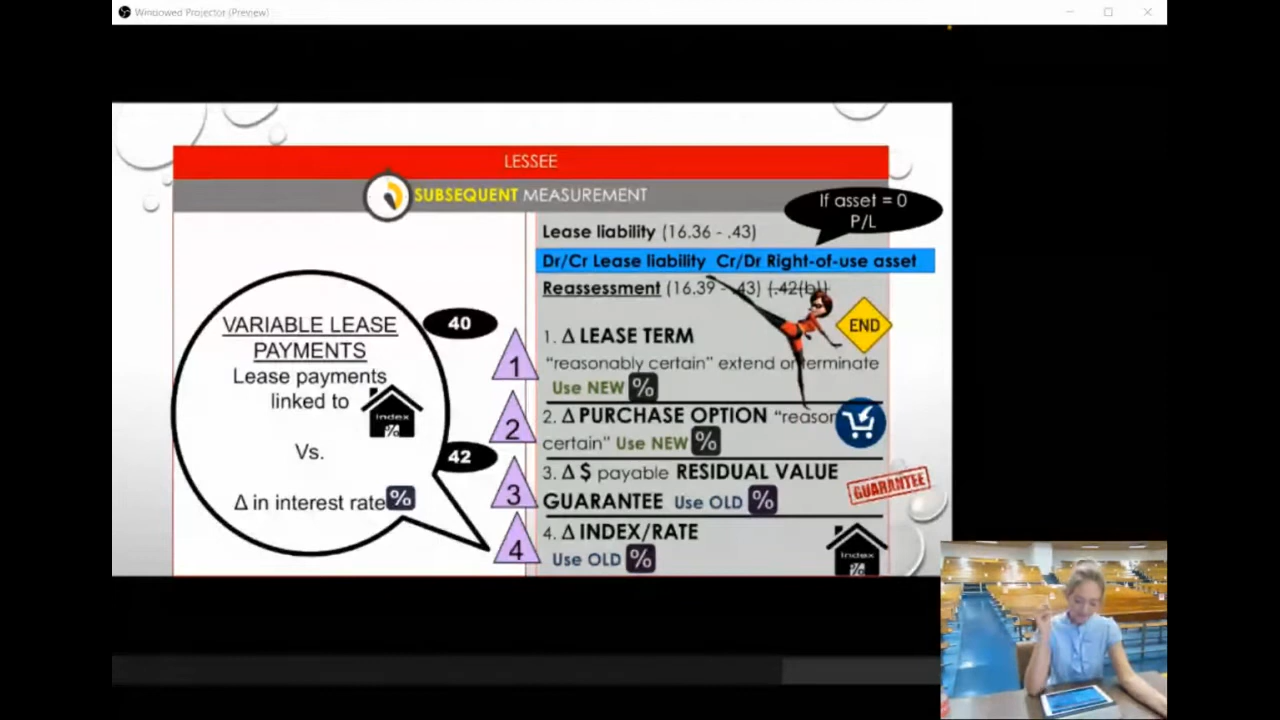 Windowed Projector (Preview)
LESSEE
SUBSEQUENT MEASUREMENT
If asset = 0
P/L
Lease liability (16.36 - .43)
Dr/Cr Lease liability Cr/Dr Right-of-use asset
Reassessment (16.39 - .43) (.42(b))
VARIABLE LEASE
PAYMENTS
Lease payments
linked to
Index
%
Vs.
Δ in interest rate %
40
42
1
2
3
4
1. Δ LEASE TERM
END
"reasonably certain" extend or terminate
Use NEW %
2. Δ PURCHASE OPTION "reason
certain" Use NEW %
3. Δ $ payable RESIDUAL VALUE
GUARANTEE Use OLD %
GUARANTEE
4. Δ INDEX/RATE
Use OLD %
Index
%